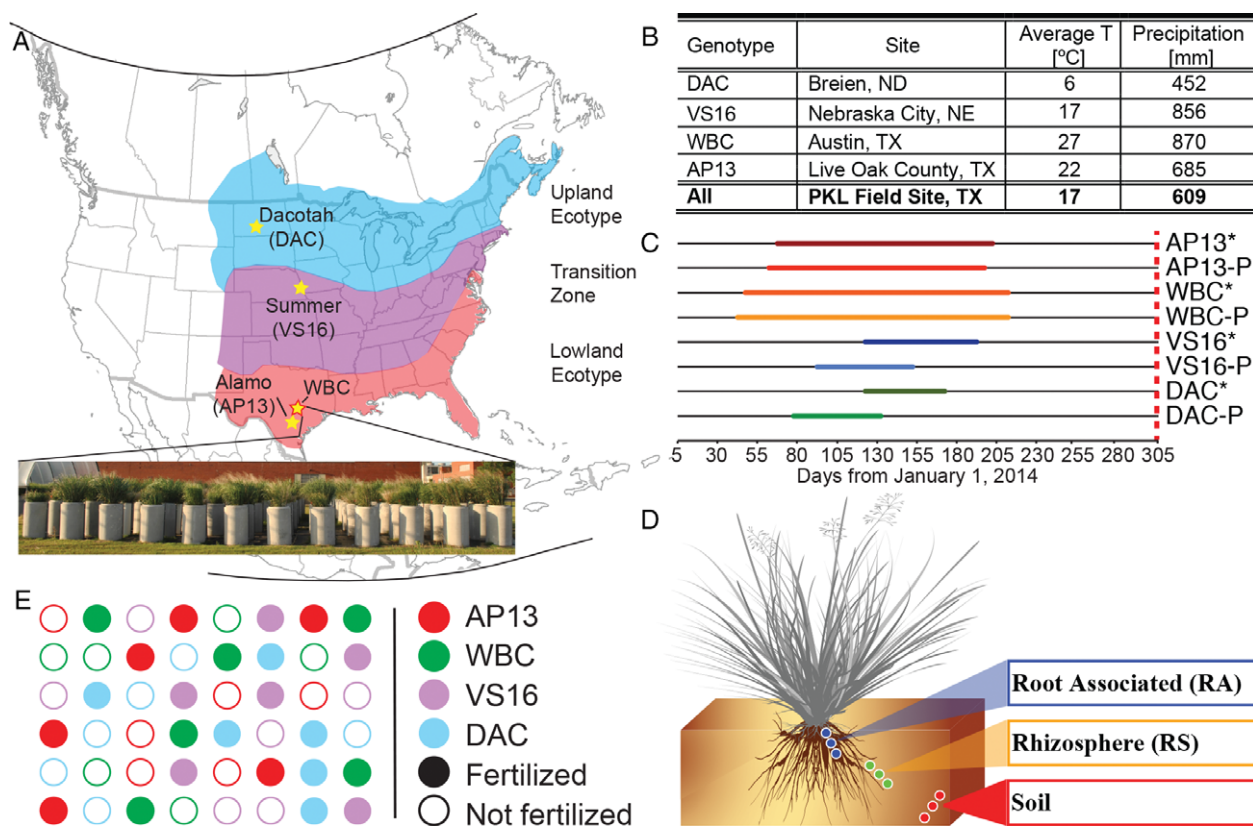 A
Dacotah
(DAC)
Summer
(VS16)
Alamo
(AP13)
WBC
Upland
Ecotype
Transition
Zone
Lowland
Ecotype
B
Genotype Site Average T [ºC] Precipitation [mm]
DAC Breien, ND 6 452
VS16 Nebraska City, NE 17 856
WBC Austin, TX 27 870
AP13 Live Oak County, TX 22 685
All PKL Field Site, TX 17 609
C
AP13*
AP13-P
WBC*
WBC-P
VS16*
VS16-P
DAC*
DAC-P
5 30 55 80 105 130 155 180 205 230 255 280 305
Days from January 1, 2014
D
Root Associated (RA)
Rhizosphere (RS)
Soil
E
AP13
WBC
VS16
DAC
Fertilized
Not fertilized